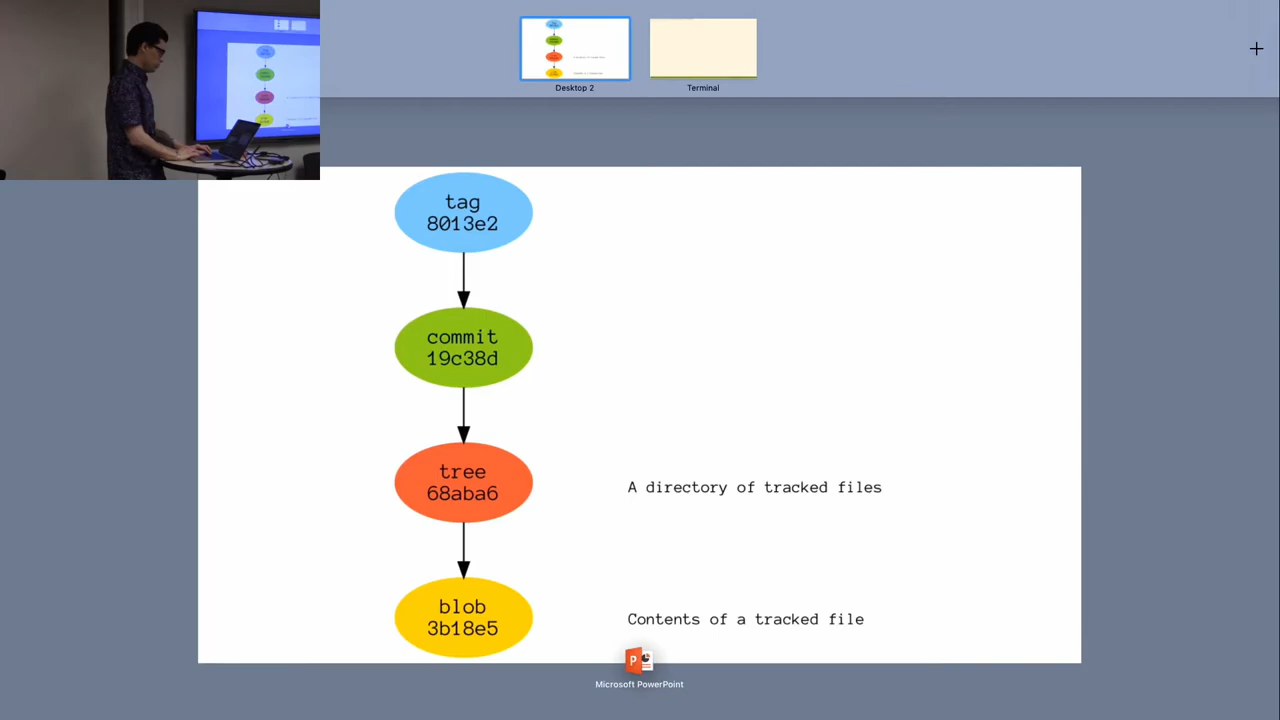 Desktop 2
Terminal
tag
8013e2
commit
19c38d
tree
68aba6
A directory of tracked files
blob
3b18e5
Contents of a tracked file
Microsoft PowerPoint